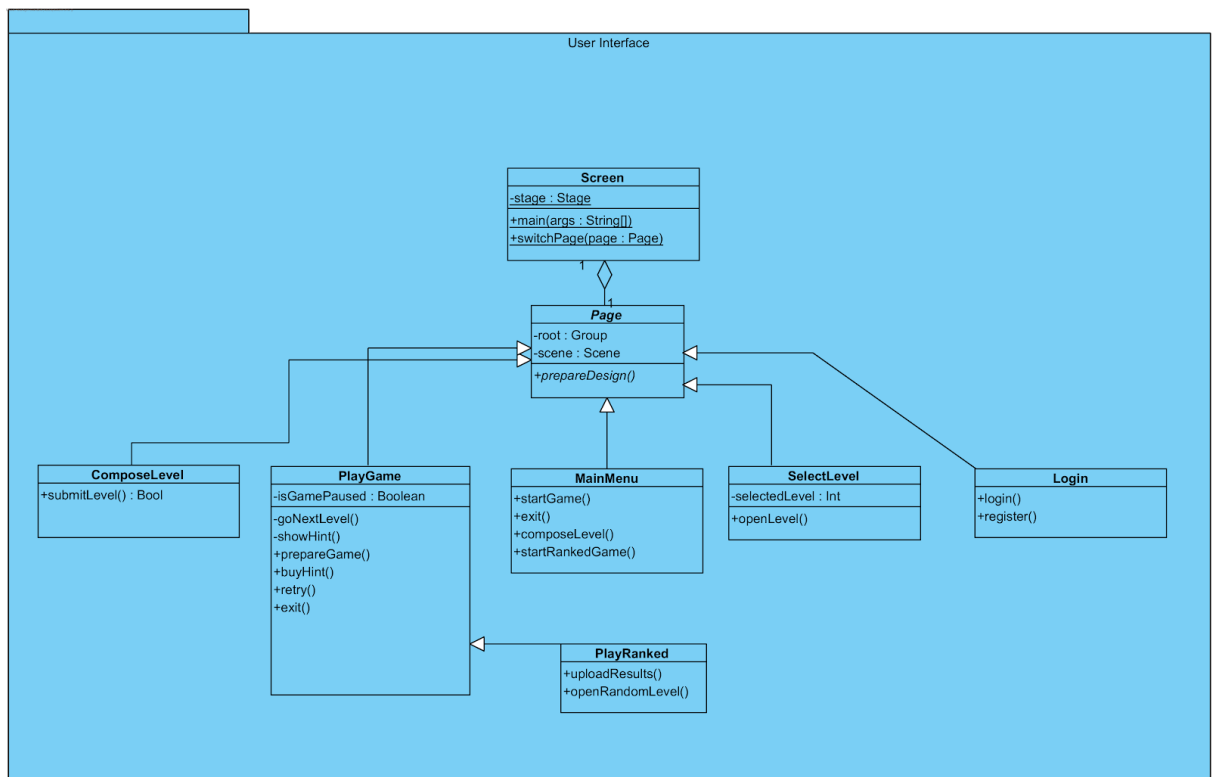 User Interface
Screen
-stage : Stage
+main(args : String[])
+switchPage(page : Page)
1
1
Page
-root : Group
-scene : Scene
+prepareDesign()
ComposeLevel
+submitLevel() : Bool
PlayGame
-isGamePaused : Boolean
-goNextLevel()
-showHint()
+prepareGame()
+buyHint()
+retry()
+exit()
MainMenu
+startGame()
+exit()
+composeLevel()
+startRankedGame()
SelectLevel
-selectedLevel : Int
+openLevel()
Login
+login()
+register()
PlayRanked
+uploadResults()
+openRandomLevel()